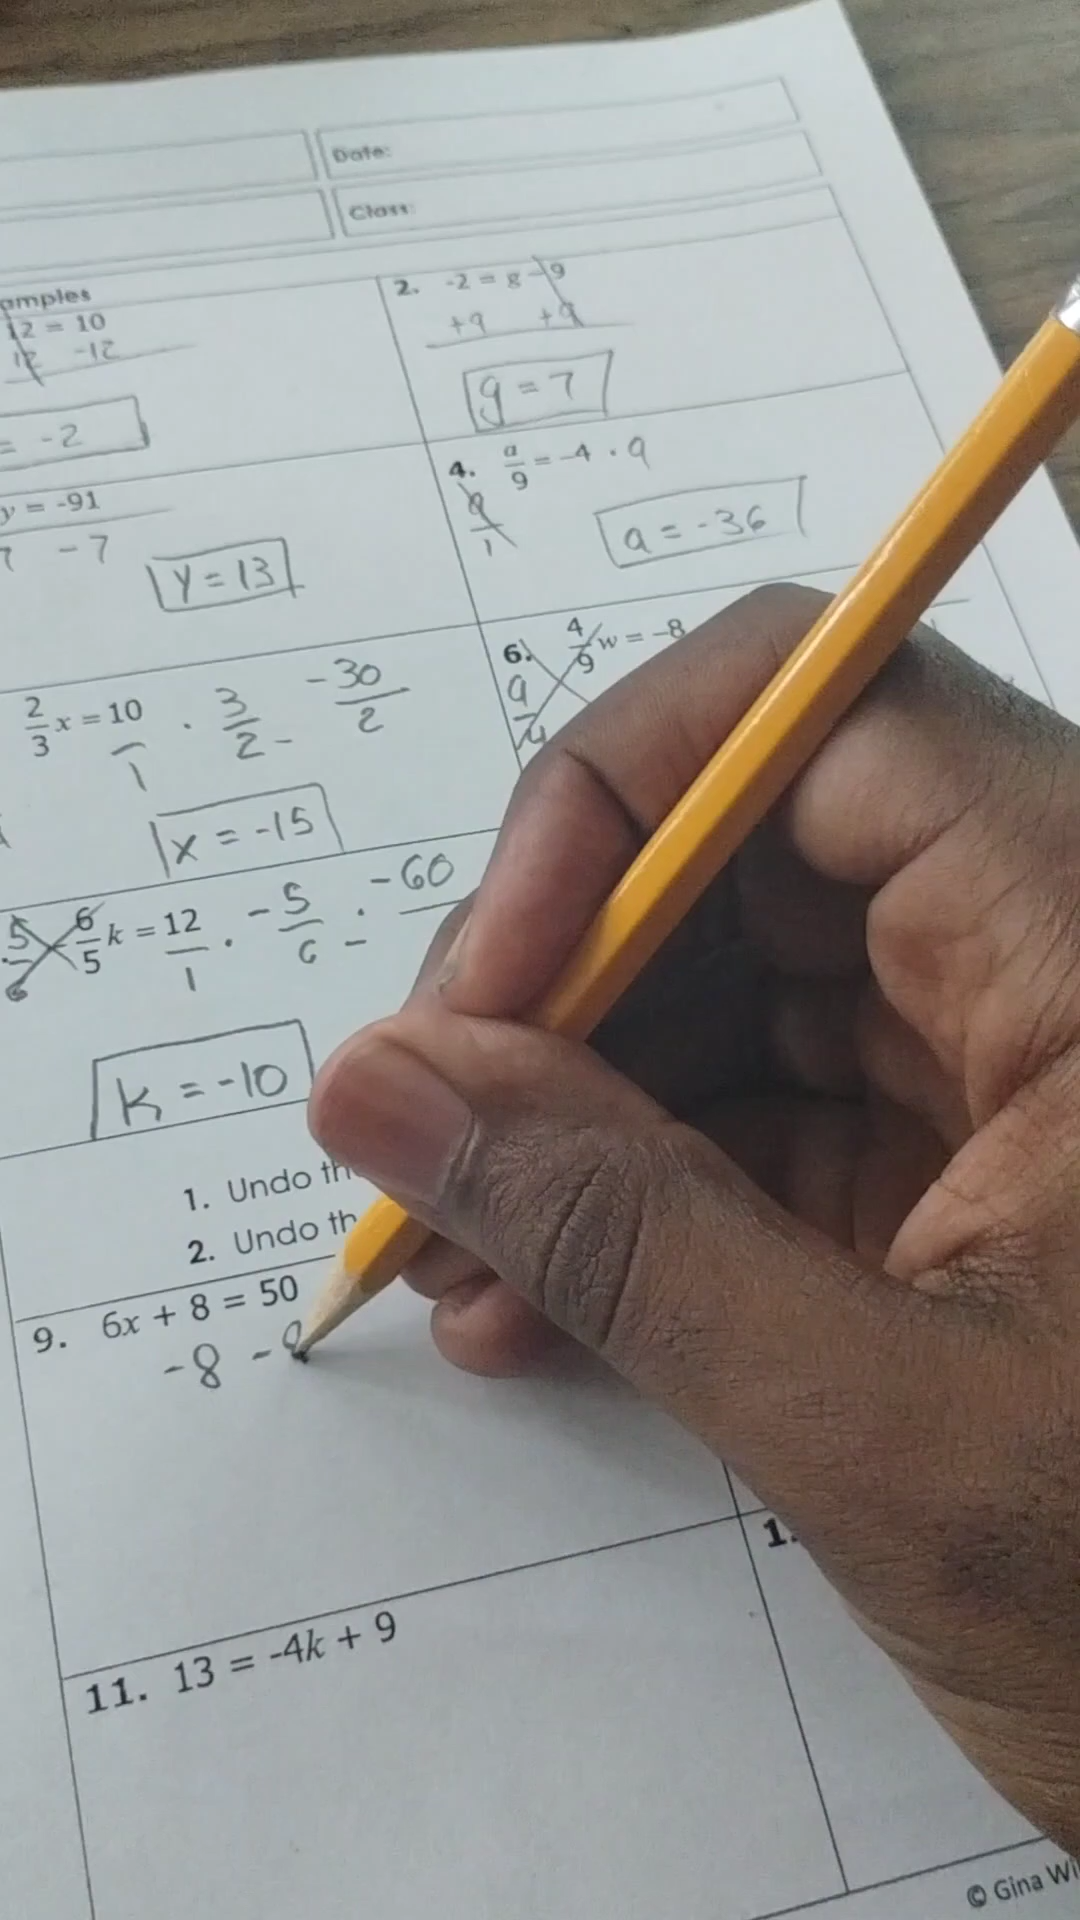 Date:
Class:
amples
12 = 10
12 -12
= -2
2. -2 = g - 9
+9 +9
g = 7
y = -91
7 -7
y = 13
4. a/9 = -4 · 9
9/1
a = -36
2/3 x = 10/1 · 3/2 - -30/2
x = -15
6. 4/9 w = -8
9/4
5/6 - 6/5 k = 12/1 · -5/6 = -60
k = -10
1. Undo th
2. Undo th
9. 6x + 8 = 50
-8 -
11. 13 = -4k + 9
1.
© Gina Wi